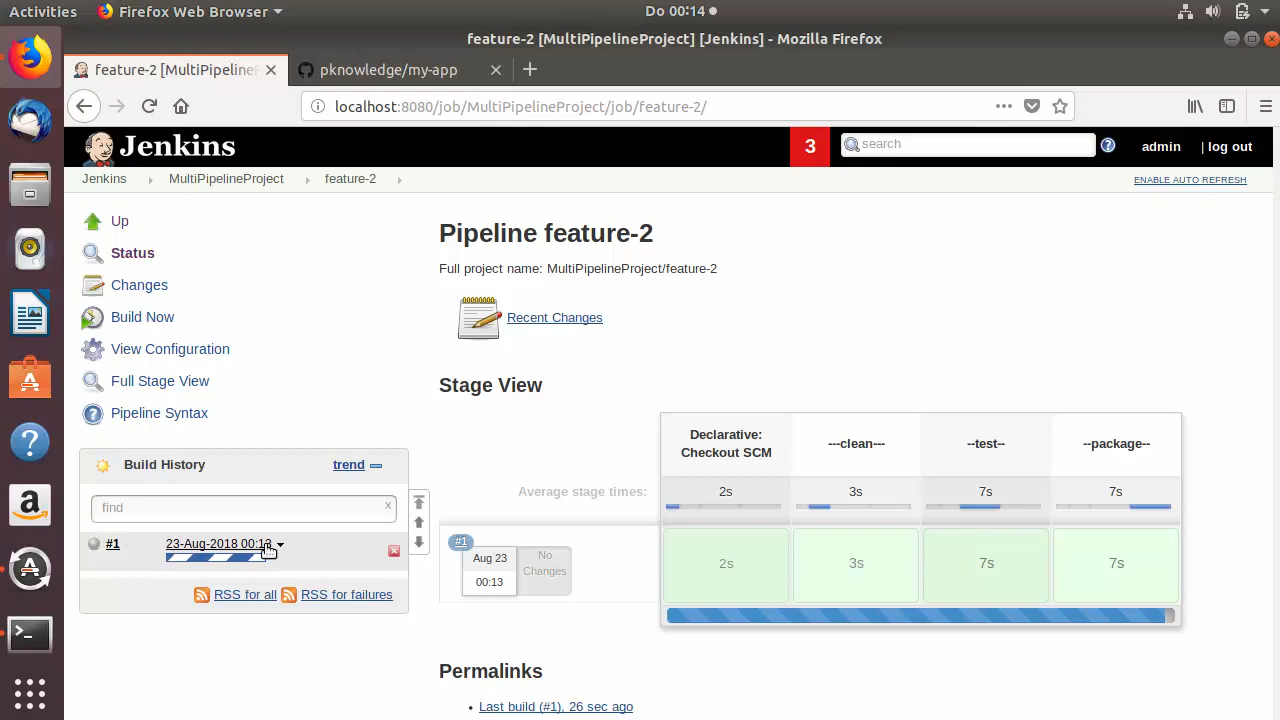 Activities
Firefox Web Browser
Do 00:14
feature-2 [MultiPipelineProject] [Jenkins] - Mozilla Firefox
feature-2 [MultiPipelineF
pknowledge/my-app
localhost:8080/job/MultiPipelineProject/job/feature-2/
Jenkins
3
search
admin
| log out
Jenkins
MultiPipelineProject
feature-2
ENABLE AUTO REFRESH
Up
Status
Changes
Build Now
View Configuration
Full Stage View
Pipeline Syntax
Build History
trend
find
x
#1
23-Aug-2018 00:13
RSS for all
RSS for failures
Pipeline feature-2
Full project name: MultiPipelineProject/feature-2
Recent Changes
Stage View
Declarative:
Checkout SCM
---clean---
--test--
--package--
Average stage times:
2s
3s
7s
7s
#1
Aug 23
00:13
No
Changes
2s
3s
7s
7s
Permalinks
Last build (#1), 26 sec ago